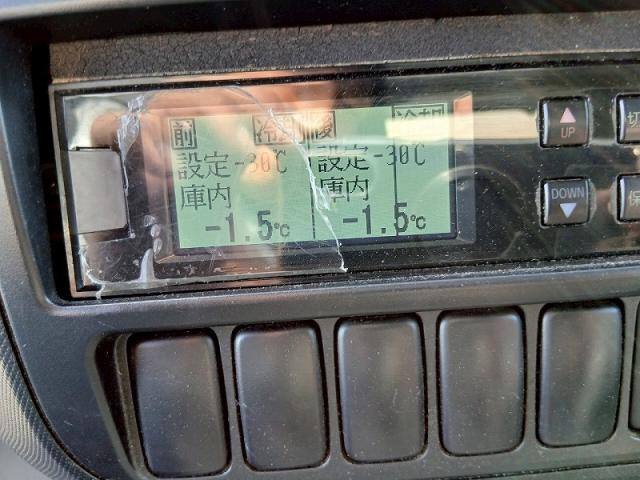 前 冷却 後 冷却
設定-30℃ 設定-30℃
庫内 庫内
-1.5℃ -1.5℃
UP
DOWN
切
保